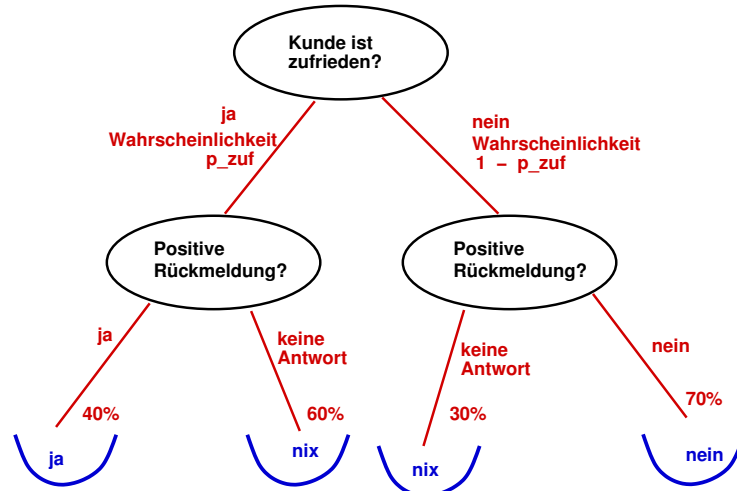 Kunde ist
zufrieden?
ja
Wahrscheinlichkeit
p_zuf
nein
Wahrscheinlichkeit
1 − p_zuf
Positive
Rückmeldung?
Positive
Rückmeldung?
ja
keine
Antwort
keine
Antwort
nein
40%
60%
30%
70%
ja
nix
nix
nein